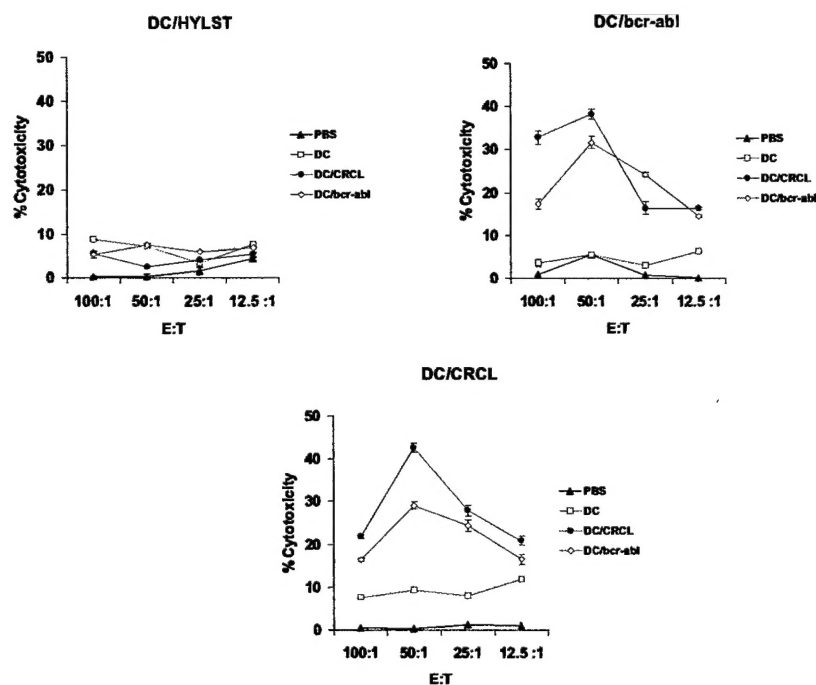 DC/HYLST
50
40
30
20
10
0
% Cytotoxicity
100:1 50:1 25:1 12.5 :1
E:T
PBS
DC
DC/CRCL
DC/bcr-abl
DC/bcr-abl
50
40
30
20
10
0
% Cytotoxicity
100:1 50:1 25:1 12.5 :1
E:T
PBS
DC
DC/CRCL
DC/bcr-abl
DC/CRCL
50
40
30
20
10
0
% Cytotoxicity
100:1 50:1 25:1 12.5 :1
E:T
PBS
DC
DC/CRCL
DC/bcr-abl